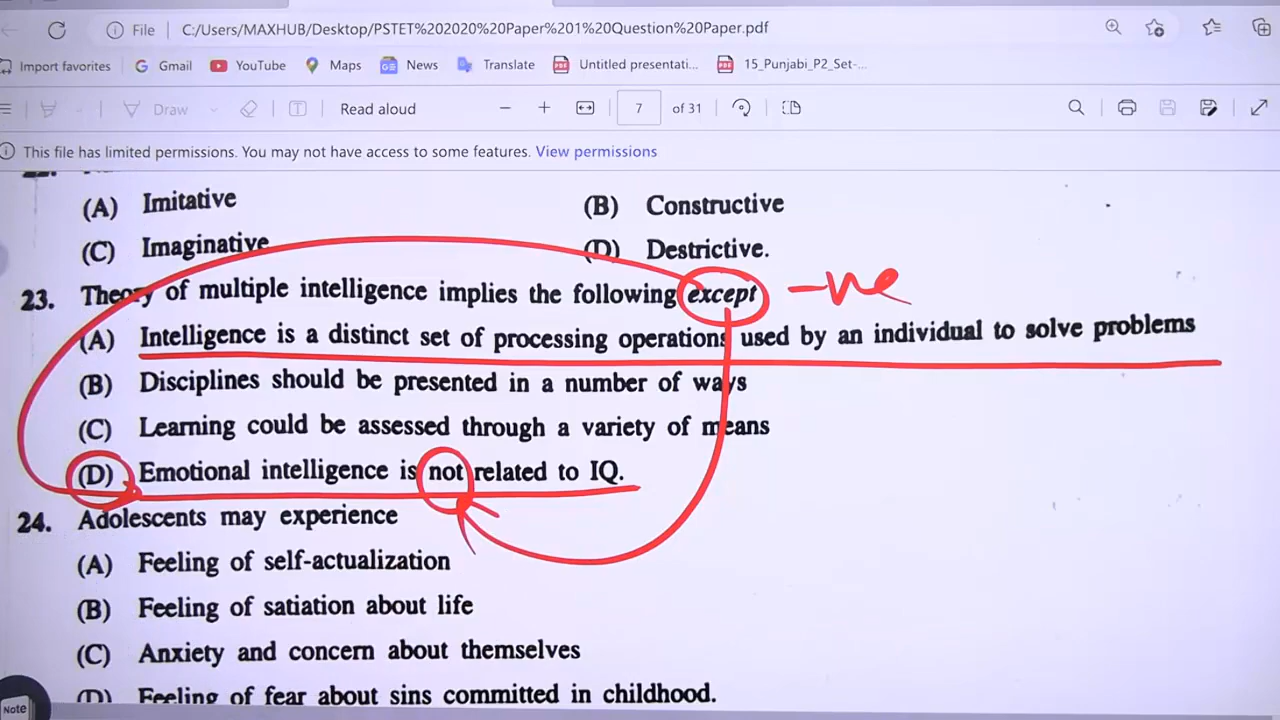 File C:/Users/MAXHUB/Desktop/PSTET%202020%20Paper%201%20Question%20Paper.pdf
Import favorites Gmail YouTube Maps News Translate Untitled presentati... 15_Punjabi_P2_Set-...
Draw Read aloud 7 of 31
This file has limited permissions. You may not have access to some features. View permissions
(A) Imitative (B) Constructive
(C) Imaginative (D) Destrictive.
23. Theory of multiple intelligence implies the following except -ne
(A) Intelligence is a distinct set of processing operations used by an individual to solve problems
(B) Disciplines should be presented in a number of ways
(C) Learning could be assessed through a variety of means
(D) Emotional intelligence is not related to IQ.
24. Adolescents may experience
(A) Feeling of self-actualization
(B) Feeling of satiation about life
(C) Anxiety and concern about themselves
(D) Feeling of fear about sins committed in childhood.
Note